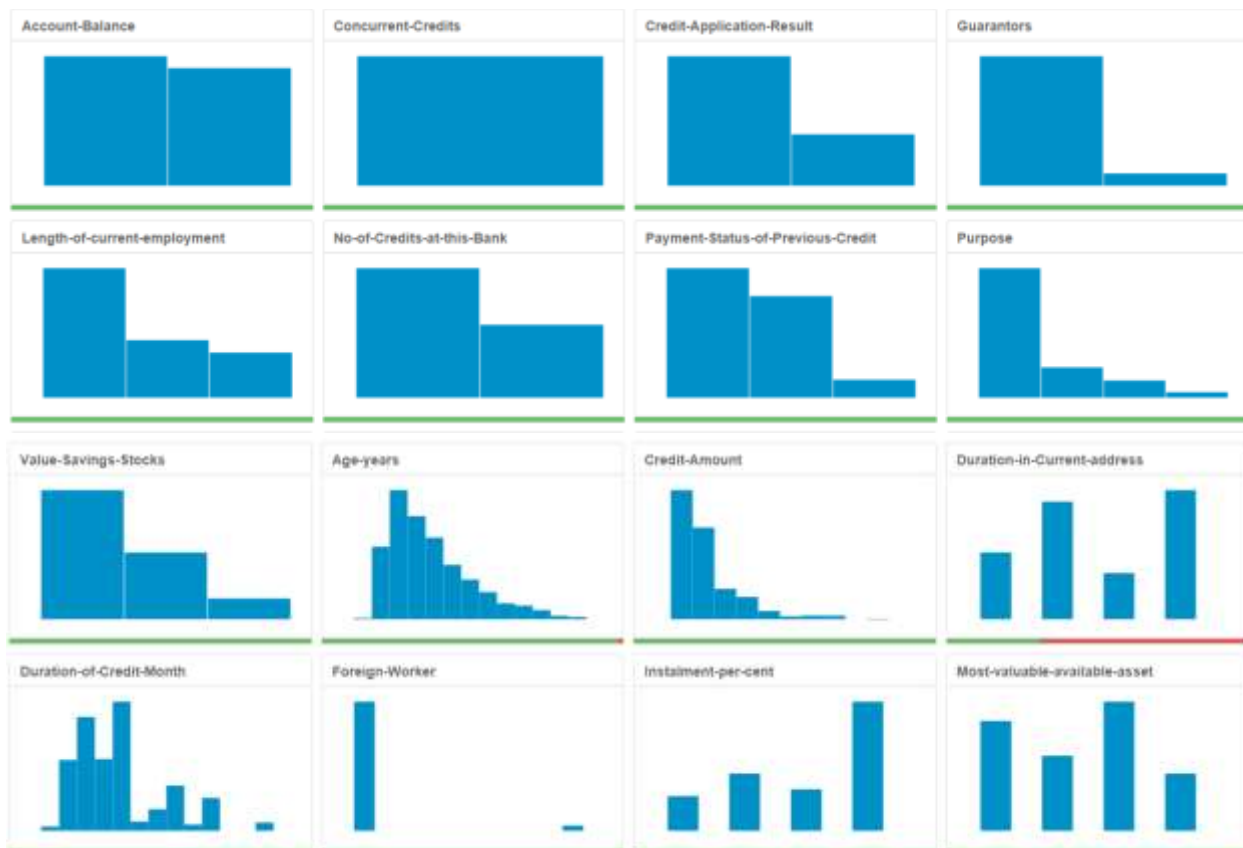 Account-Balance
Concurrent-Credits
Credit-Application-Result
Guarantors
Length-of-current-employment
No-of-Credits-at-this-Bank
Payment-Status-of-Previous-Credit
Purpose
Value-Savings-Stocks
Age-years
Credit-Amount
Duration-in-Current-address
Duration-of-Credit-Month
Foreign-Worker
Instalment-per-cent
Most-valuable-available-asset